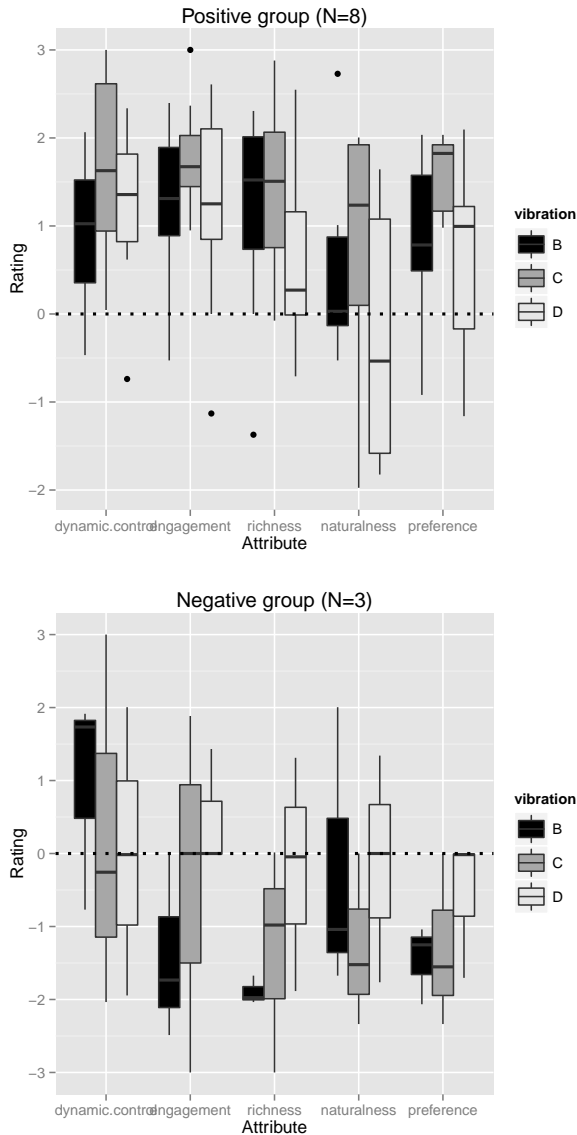 Positive group (N=8)
3
2
1
0
−1
−2
Rating
dynamic.control engagement richness naturalness preference
Attribute
vibration
B
C
D
Negative group (N=3)
3
2
1
0
−1
−2
−3
Rating
dynamic.control engagement richness naturalness preference
Attribute
vibration
B
C
D